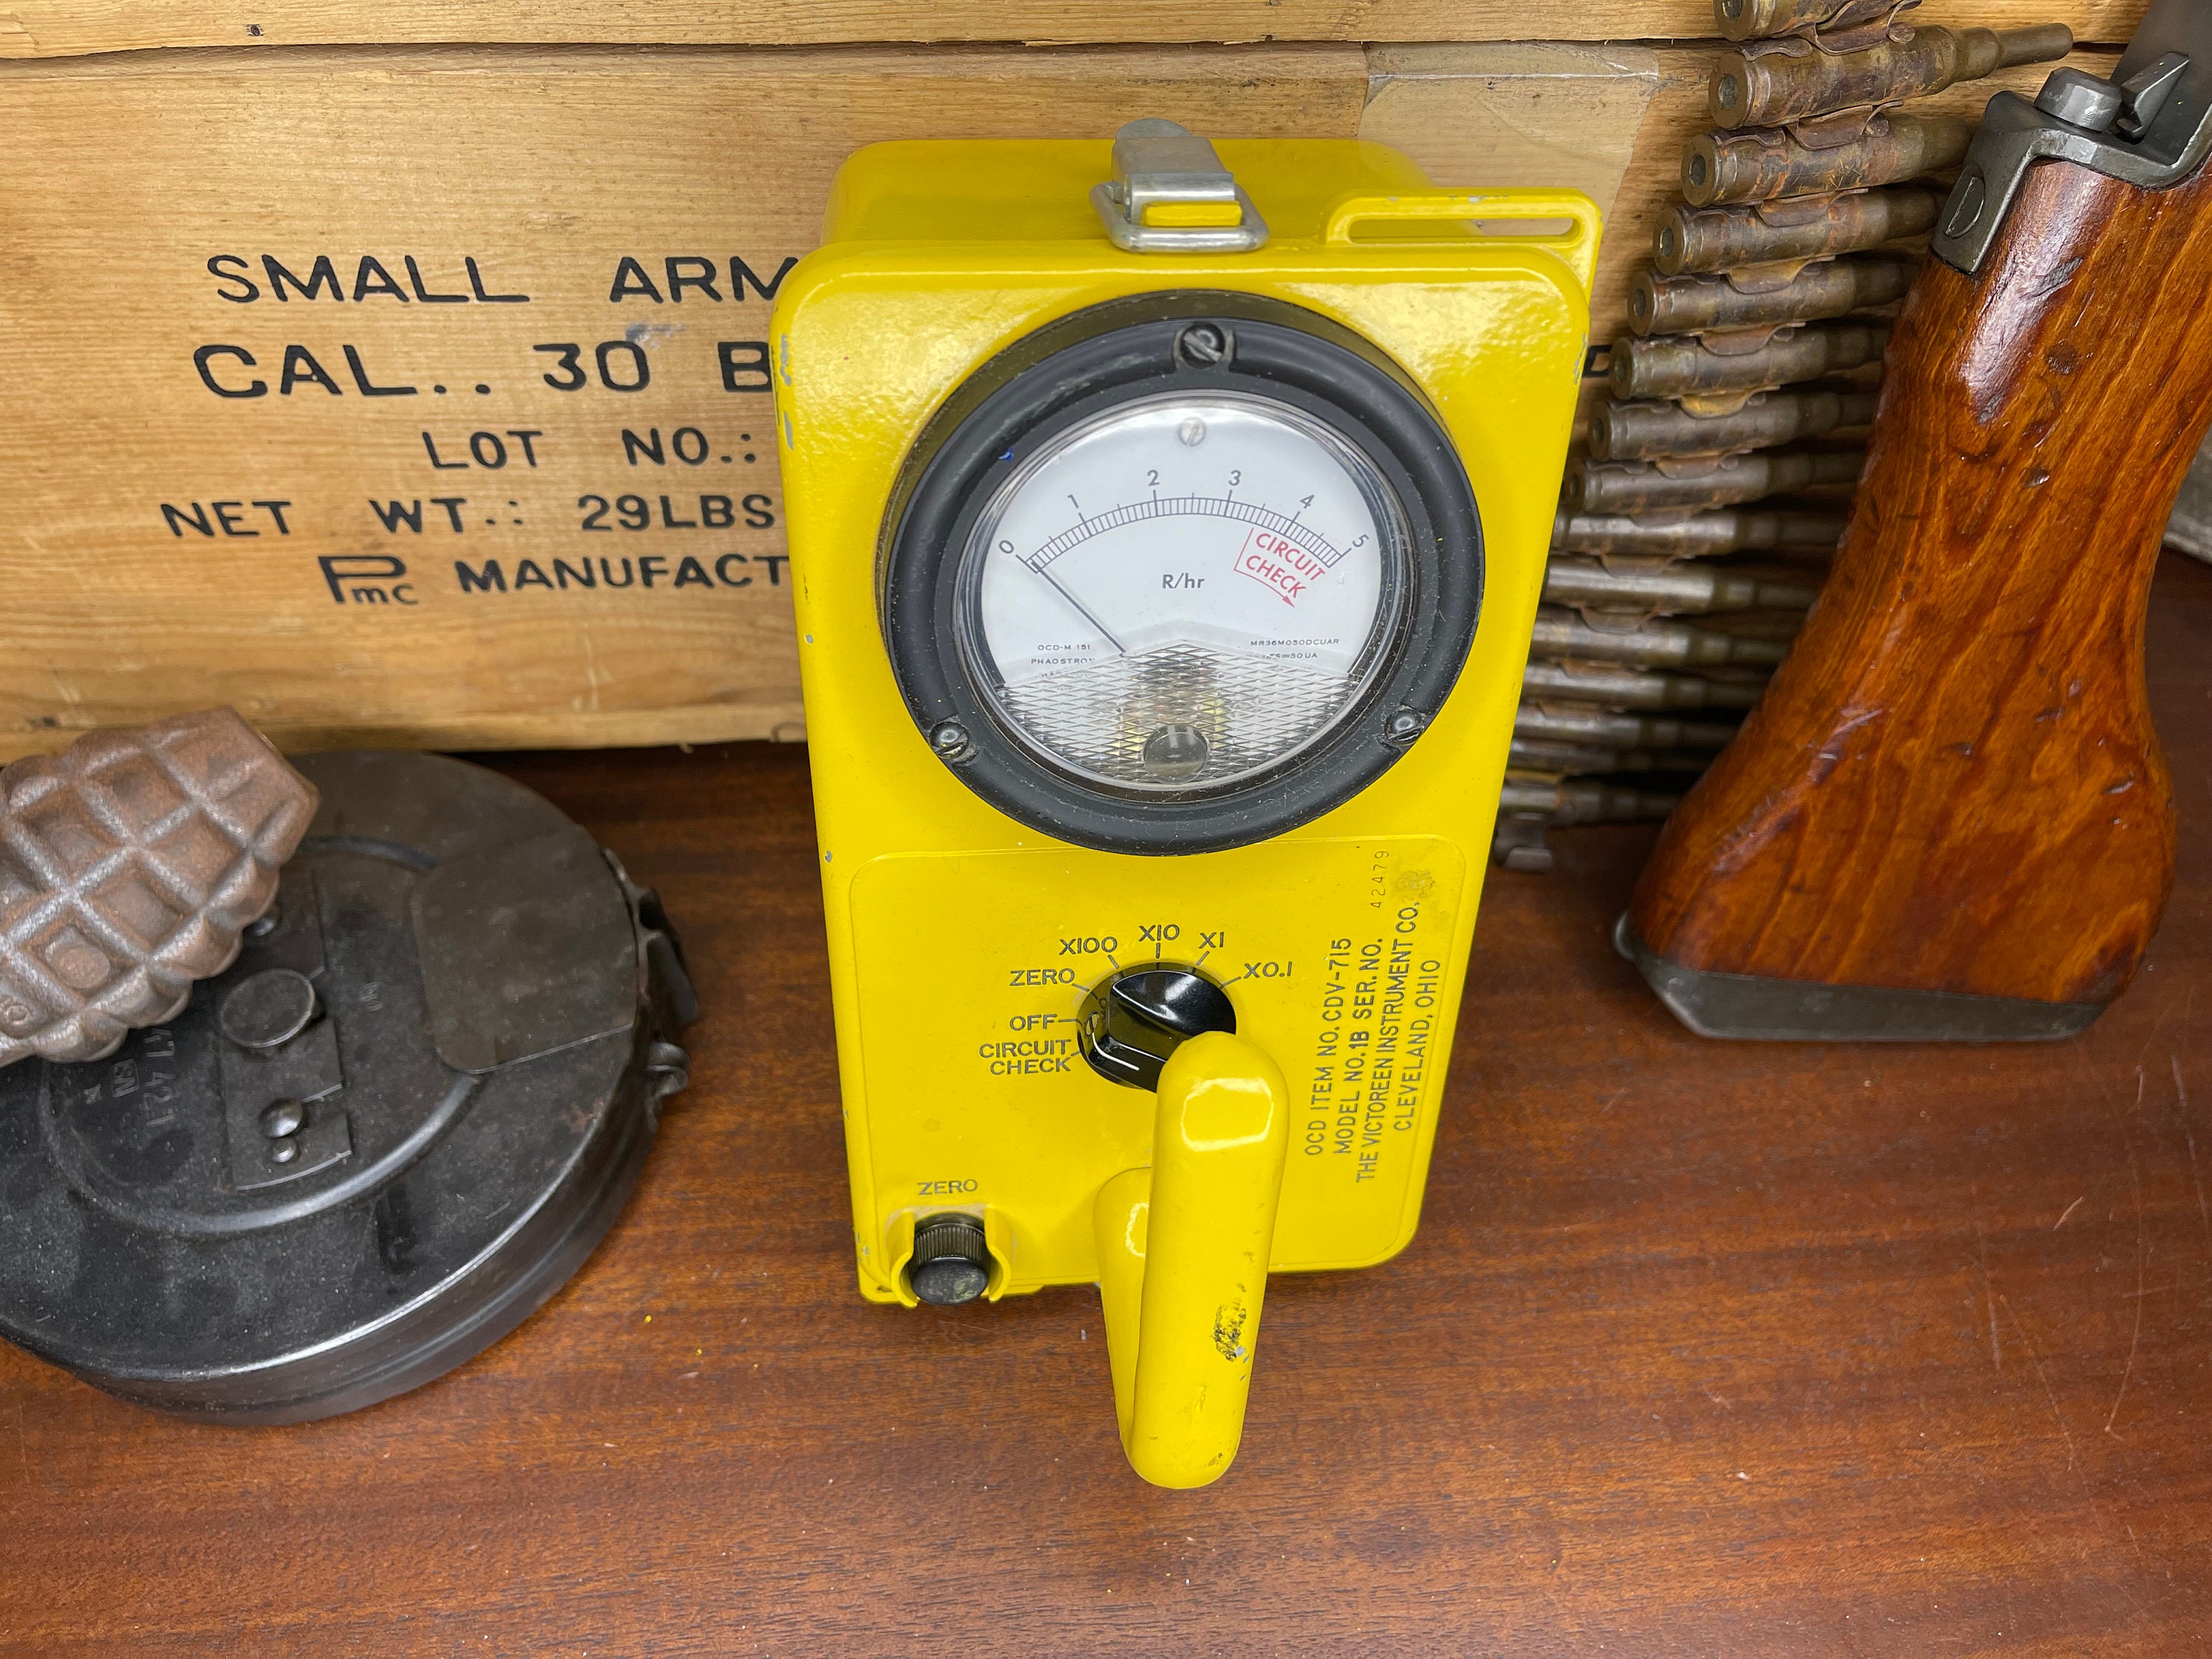 SMALL ARM
CAL.. 30 B
LOT NO.:
NET WT.: 29LBS
Pmc MANUFACT
0 1 2 3 4 5
CIRCUIT
CHECK
R/hr
OCD-M 151
MR36M050DCUAR
PHAOSTRON
50UA
X100 X10 X1 X0.1
ZERO
OFF
CIRCUIT
CHECK
ZERO
42479
OCD ITEM NO. CDV-715
MODEL NO. 1B SER. NO.
THE VICTOREEN INSTRUMENT CO.
CLEVELAND, OHIO